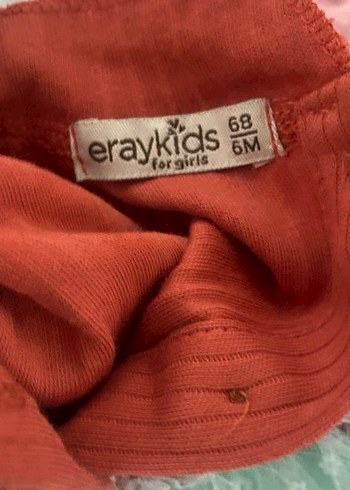 eraykids
for girls
68
6M